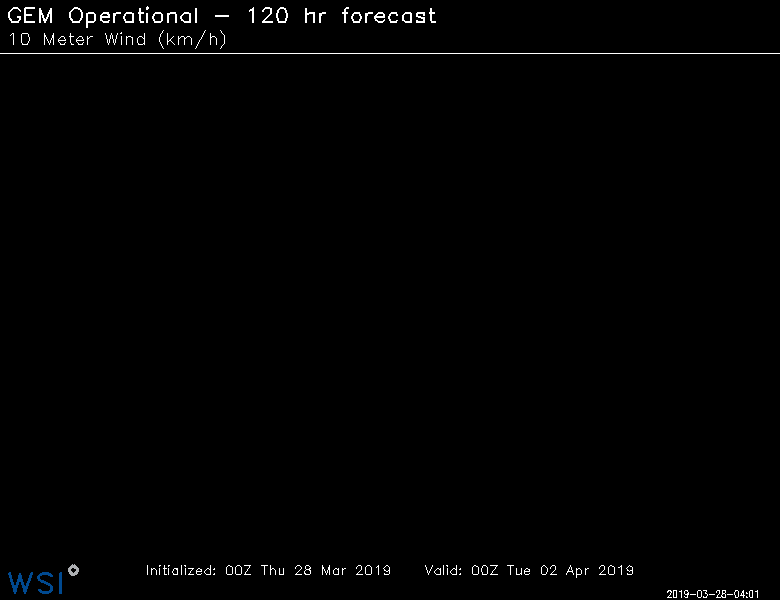 GEM Operational – 120 hr forecast
10 Meter Wind (km/h)
WSI
Initialized: 00Z Thu 28 Mar 2019 Valid: 00Z Tue 02 Apr 2019
2019-03-28-04:01